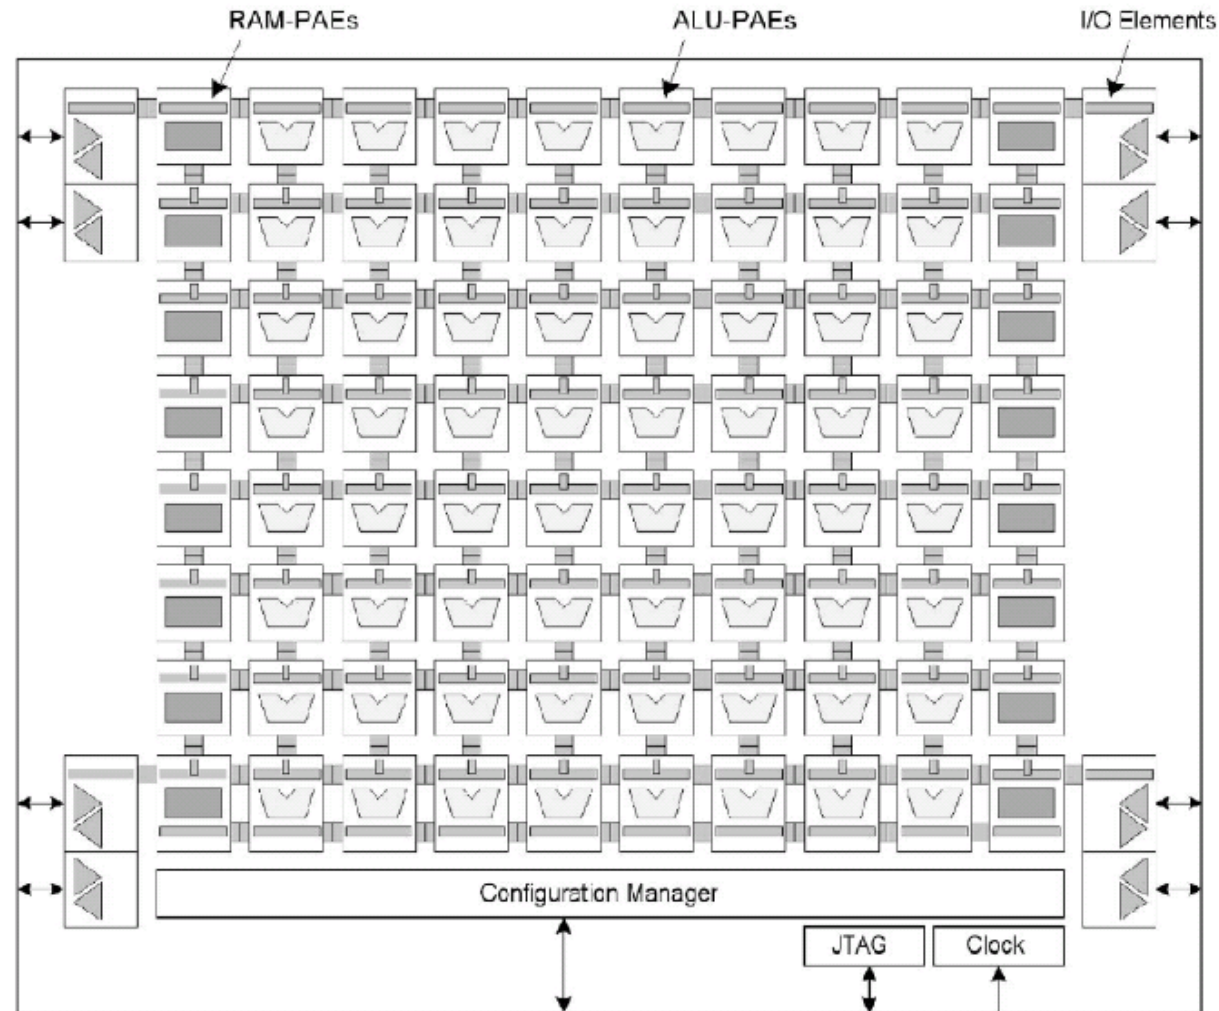 RAM-PAEs
ALU-PAEs
I/O Elements
Configuration Manager
JTAG
Clock